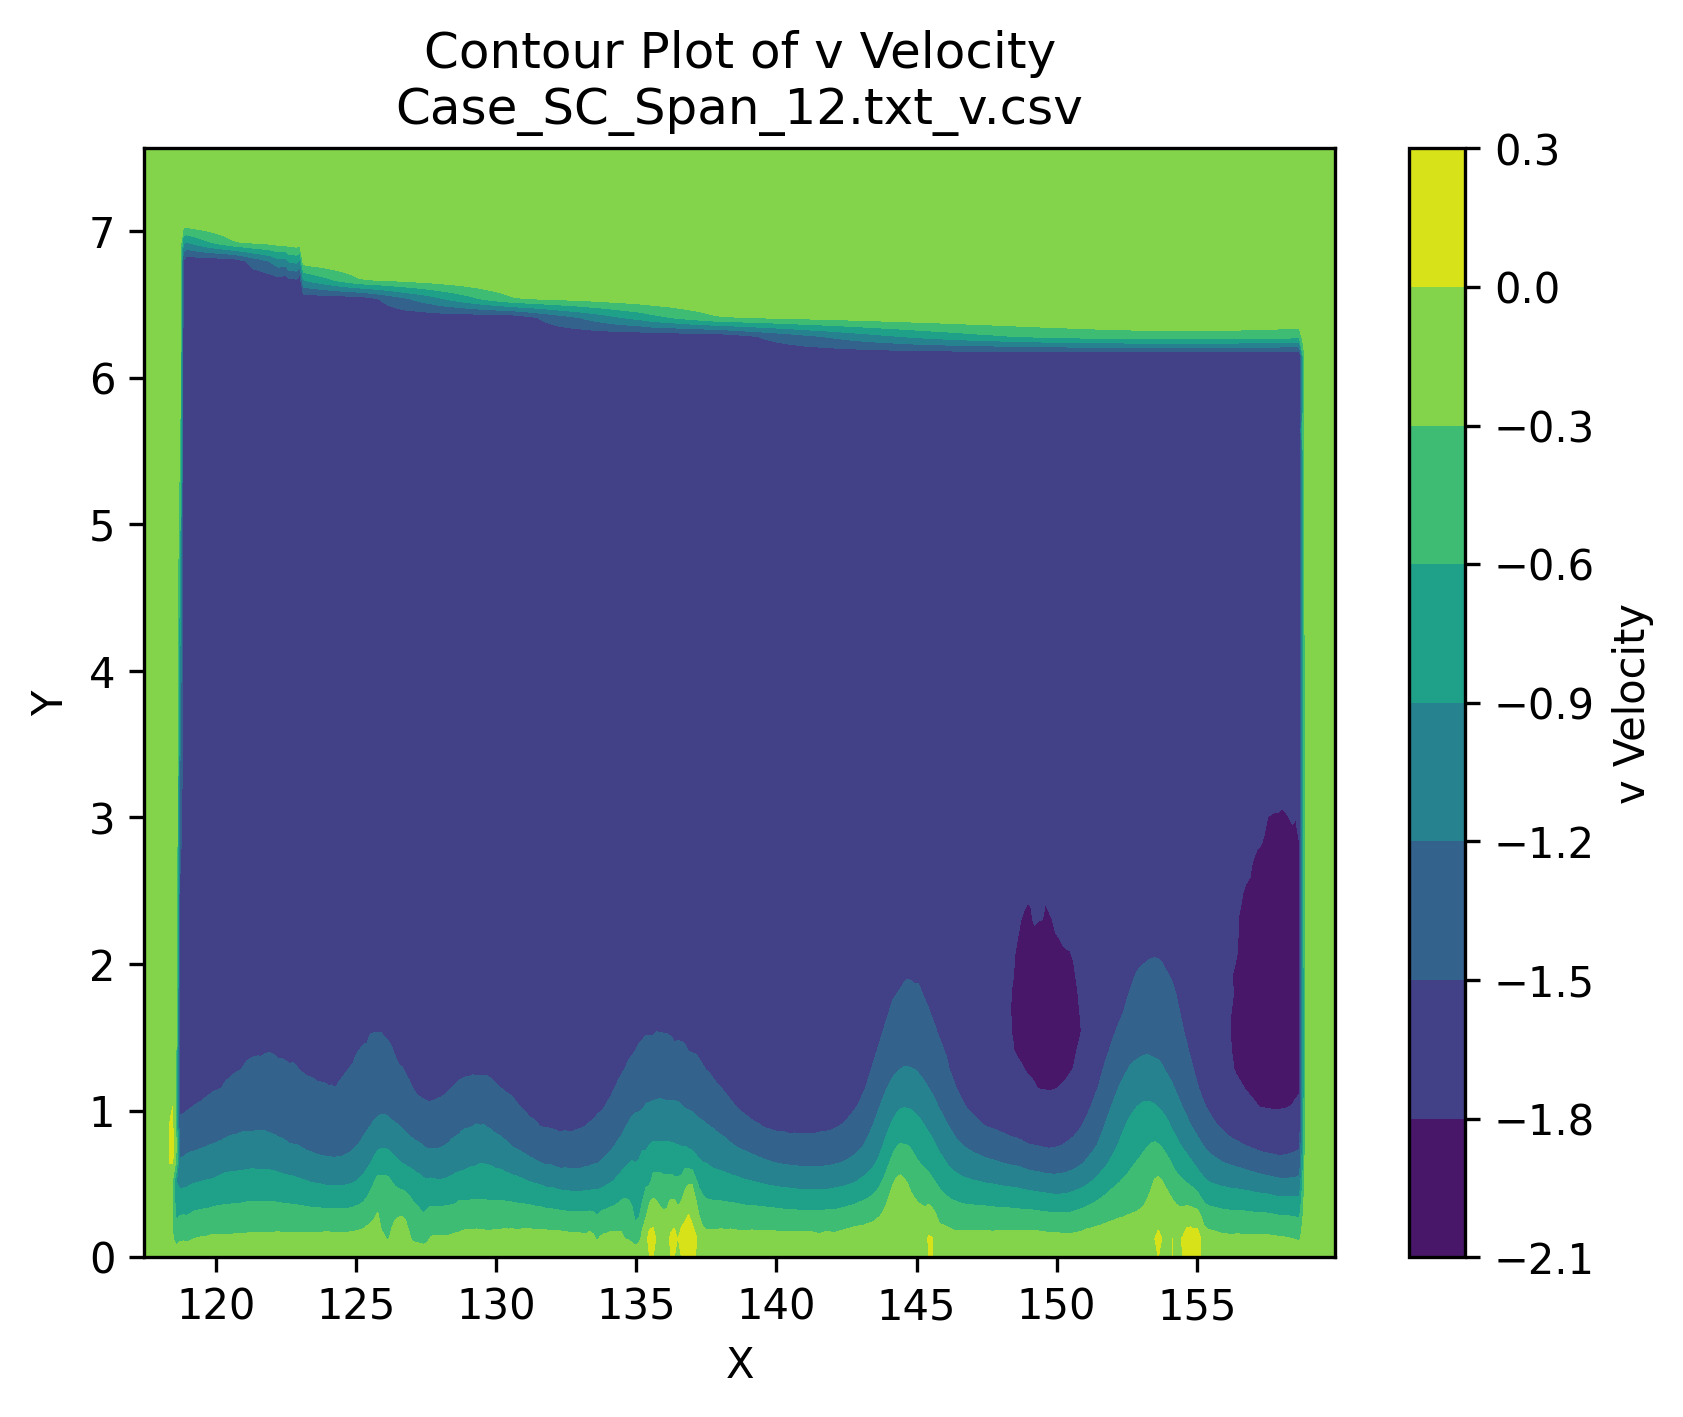 Contour Plot of v Velocity
Case_SC_Span_12.txt_v.csv
7
6
5
4
3
2
1
0
Y
120 125 130 135 140 145 150 155
X
0.3
0.0
−0.3
−0.6
−0.9
−1.2
−1.5
−1.8
−2.1
v Velocity